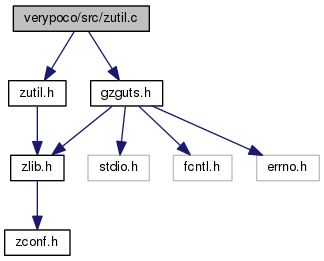 verypoco/src/zutil.c
zutil.h
gzguts.h
zlib.h
stdio.h
fcntl.h
errno.h
zconf.h